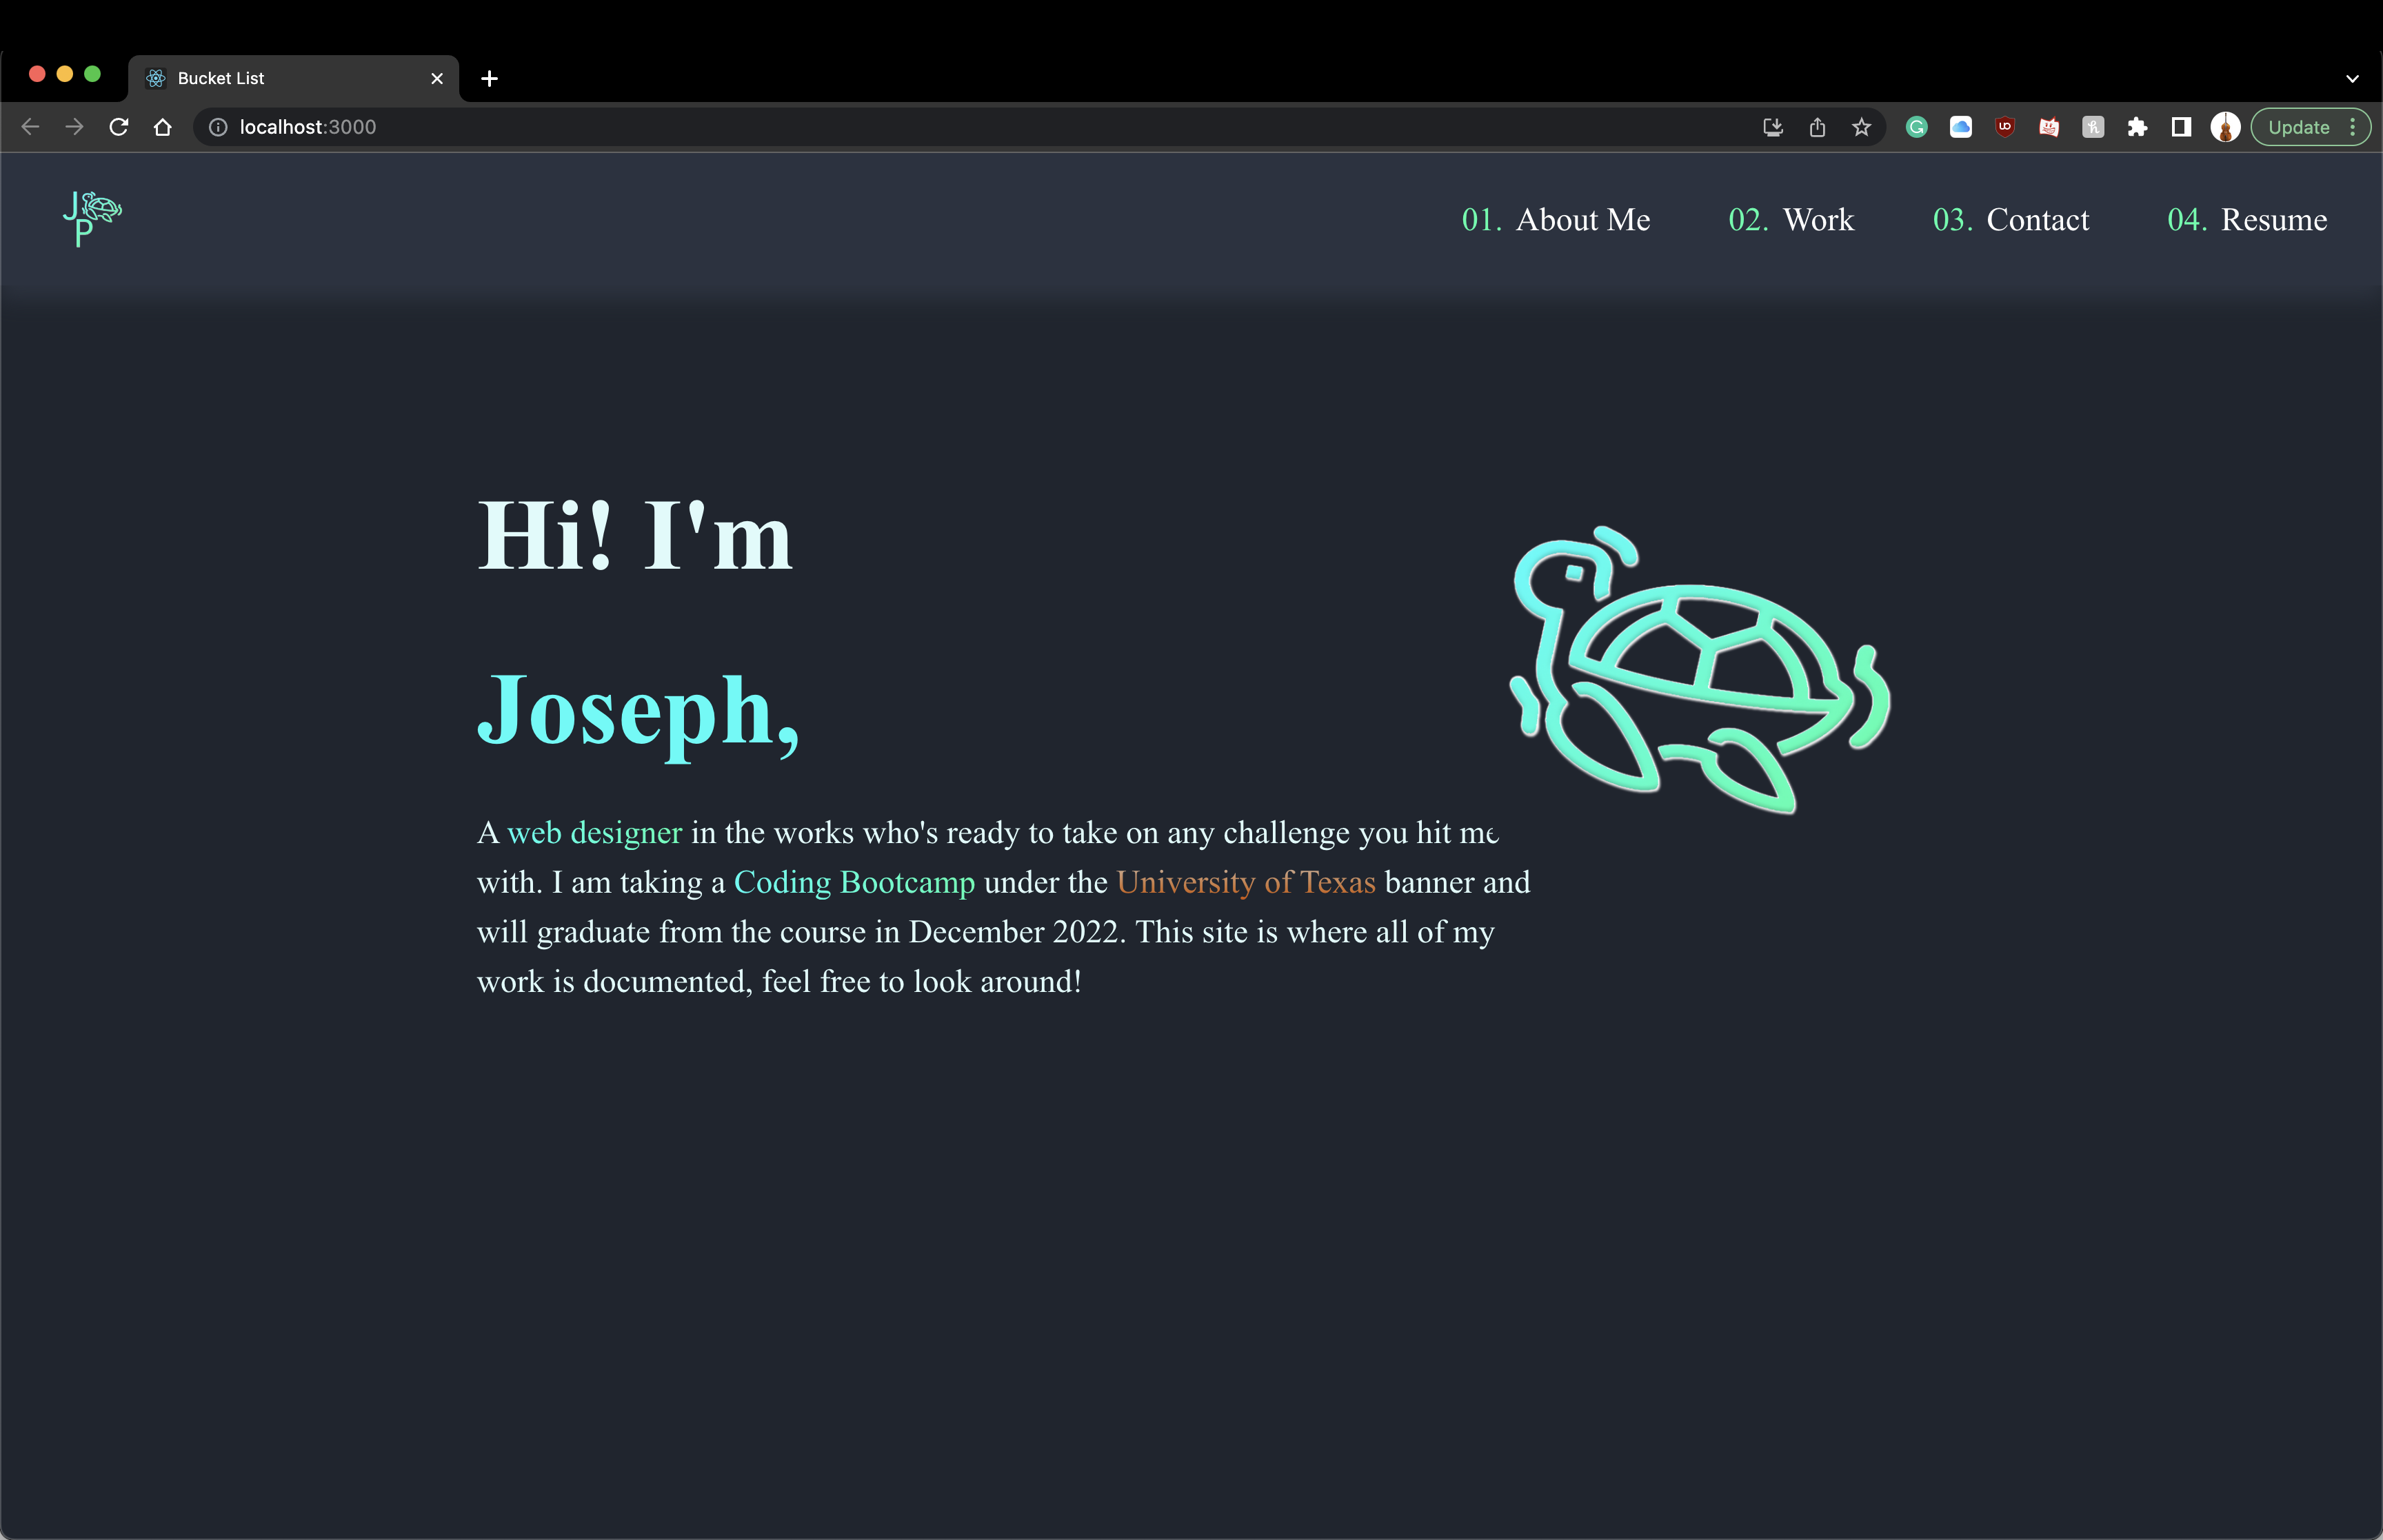 Bucket List
localhost:3000
Update
J
P
01. About Me 02. Work 03. Contact 04. Resume
Hi! I'm
Joseph,
A web designer in the works who's ready to take on any challenge you hit me
with. I am taking a Coding Bootcamp under the University of Texas banner and
will graduate from the course in December 2022. This site is where all of my
work is documented, feel free to look around!